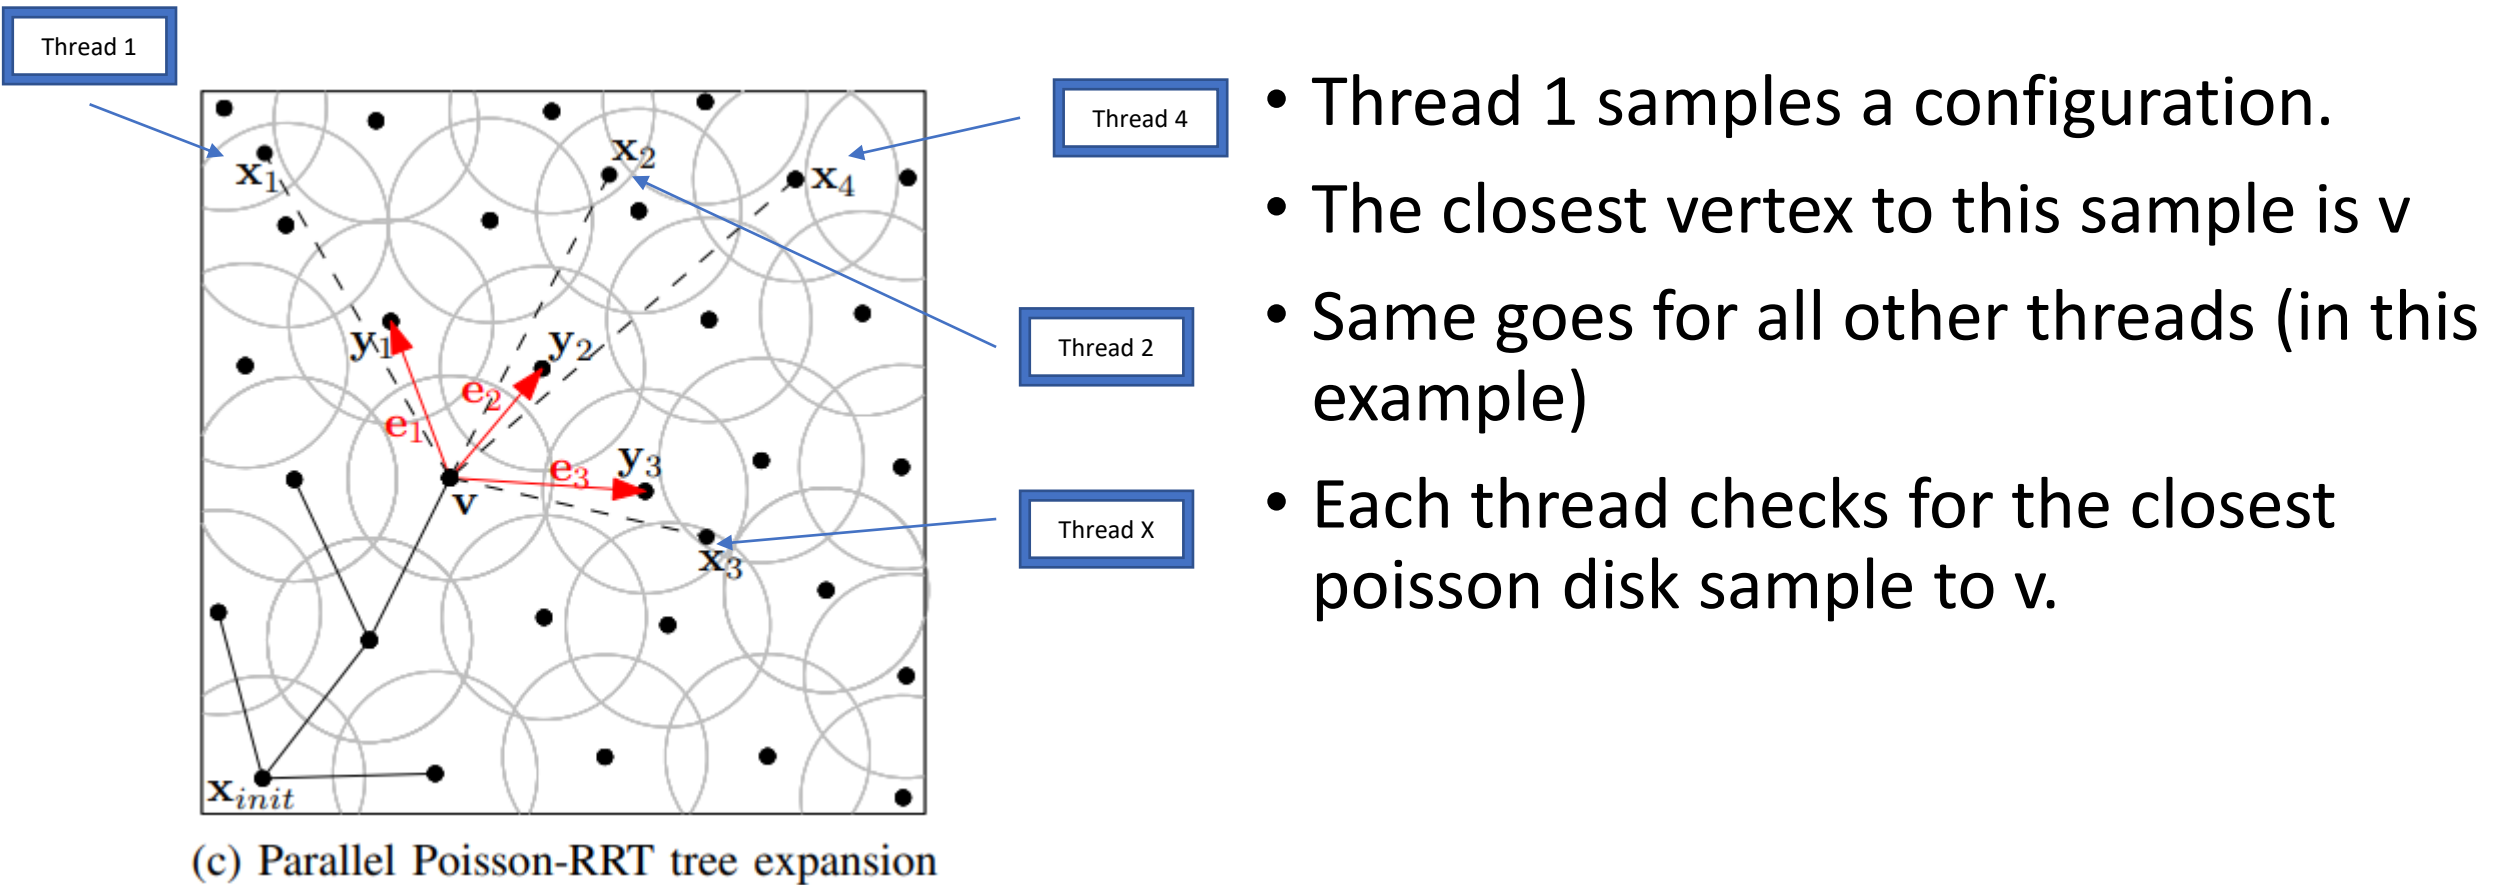 Thread 1
Thread 4
Thread 2
Thread X
x₁
x₂
x₄
y₁
y₂
e₂
e₁
y₃
e₃
v
x₃
x_init
(c) Parallel Poisson-RRT tree expansion
• Thread 1 samples a configuration.
• The closest vertex to this sample is v
• Same goes for all other threads (in this
example)
• Each thread checks for the closest
poisson disk sample to v.